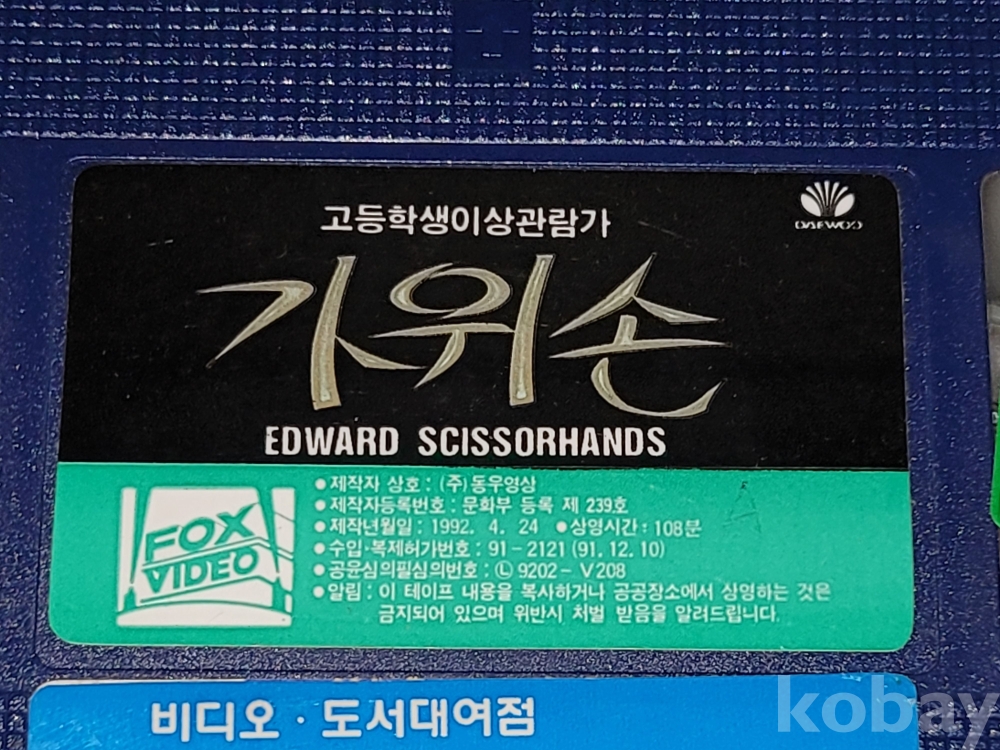 고등학생이상관람가
DAEWOO
가위손
EDWARD SCISSORHANDS
FOX
VIDEO
● 제작자 상호 : (주)동우영상
● 제작자등록번호 : 문화부 등록 제 239호
● 제작년월일 : 1992. 4. 24 ● 상영시간 : 108분
● 수입·복제허가번호 : 91-2121 (91. 12. 10)
● 공윤심의필심의번호 : Ⓛ 9202-V208
● 알림 : 이 테이프 내용을 복사하거나 공공장소에서 상영하는 것은
금지되어 있으며 위반시 처벌 받음을 알려드립니다.
비디오 · 도서대여점
kobay